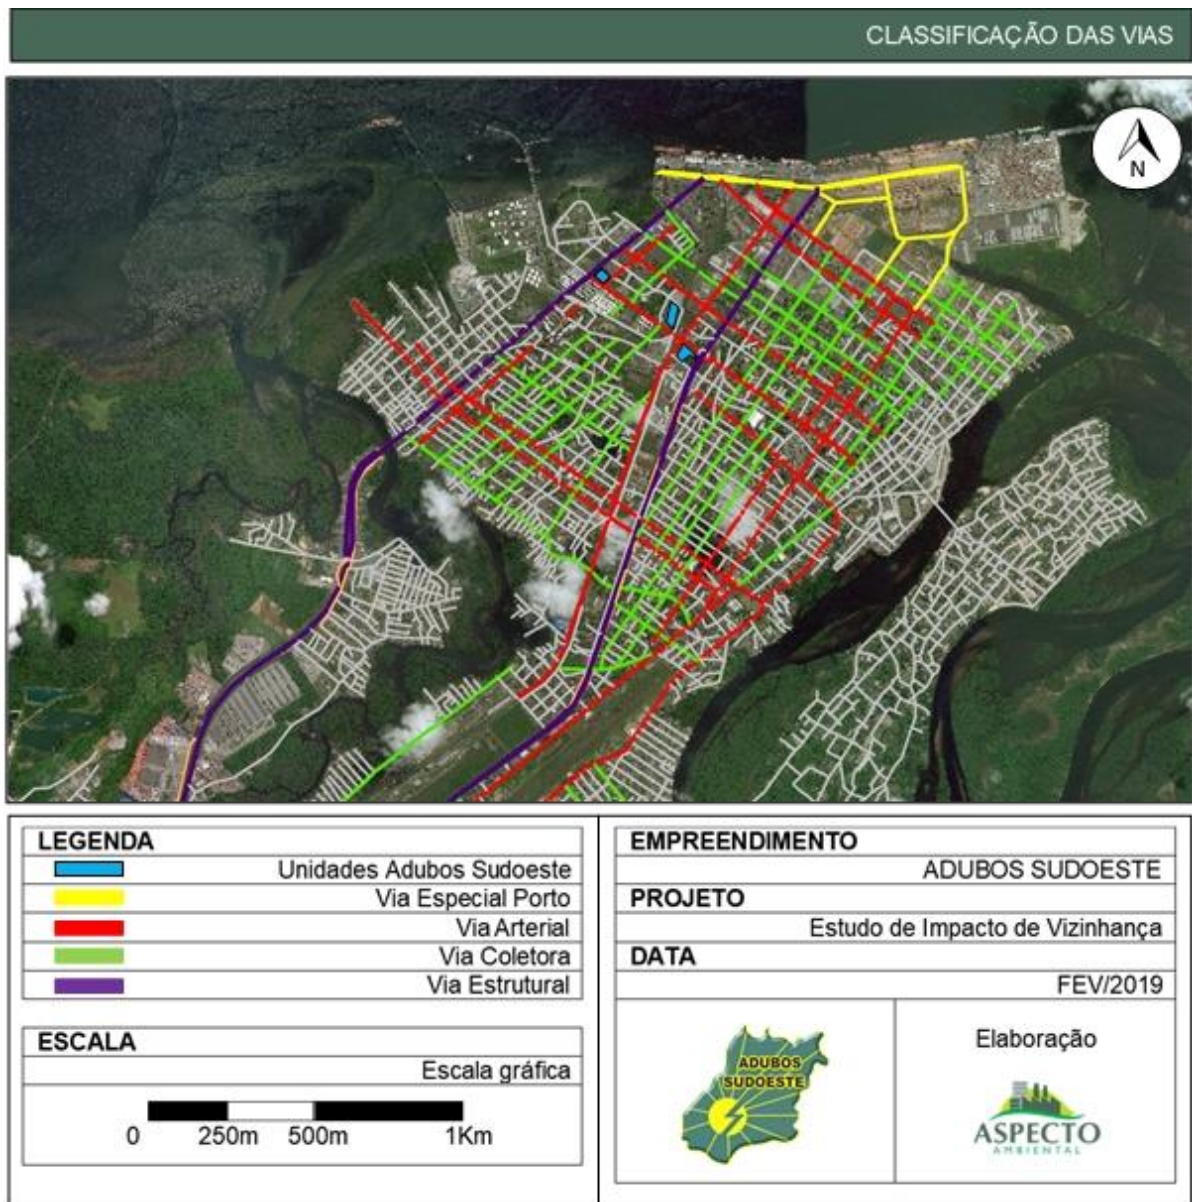 CLASSIFICAÇÃO DAS VIAS
N
LEGENDA
Unidades Adubos Sudoeste
Via Especial Porto
Via Arterial
Via Coletora
Via Estrutural
ESCALA
Escala gráfica
0 250m 500m 1Km
EMPREENDIMENTO
ADUBOS SUDOESTE
PROJETO
Estudo de Impacto de Vizinhança
DATA
FEV/2019
ADUBOS
SUDOESTE
Elaboração
ASPECTO
AMBIENTAL